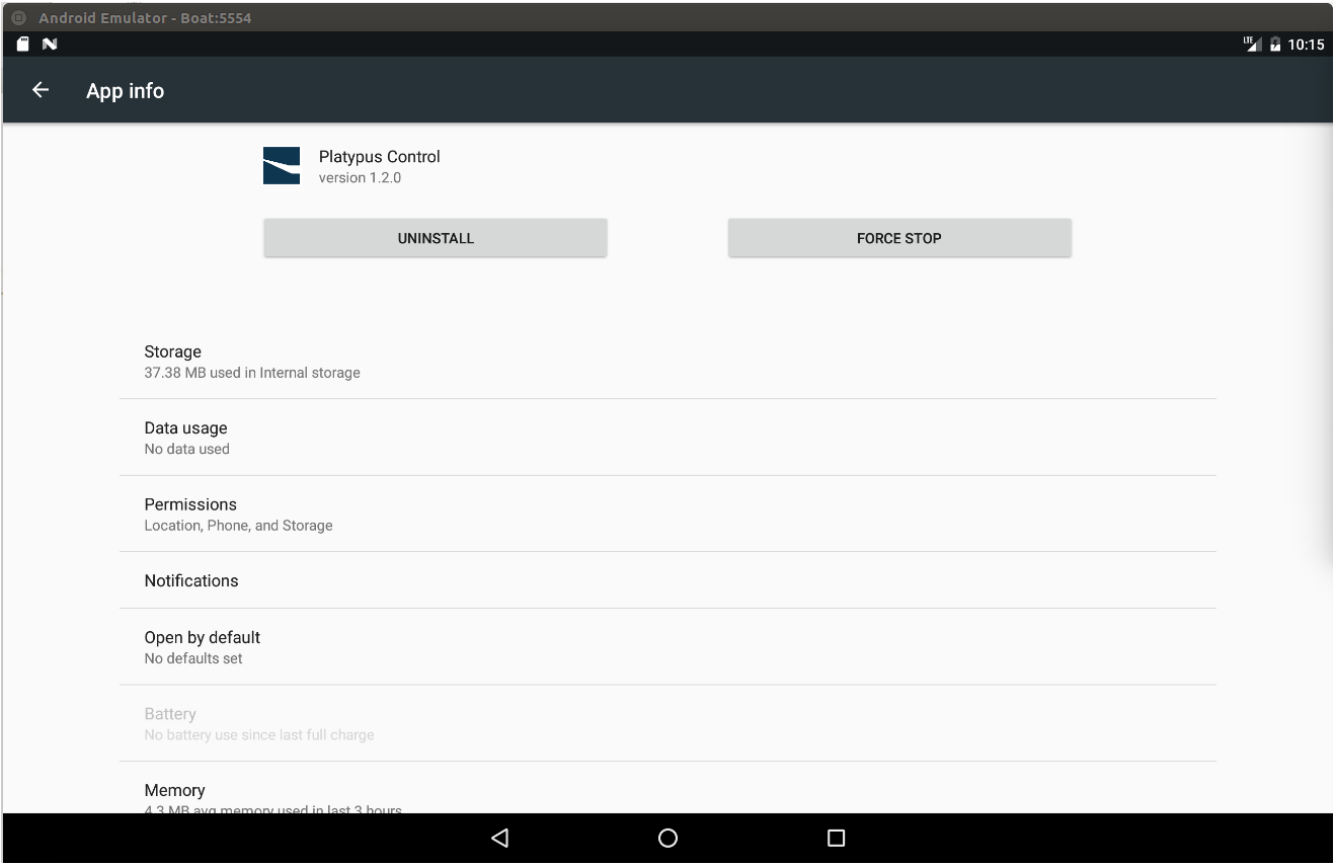 Android Emulator - Boat:5554
LTE 10:15
App info
Platypus Control
version 1.2.0
UNINSTALL
FORCE STOP
Storage
37.38 MB used in Internal storage
Data usage
No data used
Permissions
Location, Phone, and Storage
Notifications
Open by default
No defaults set
Battery
No battery use since last full charge
Memory
4.3 MB avg memory used in last 3 hours